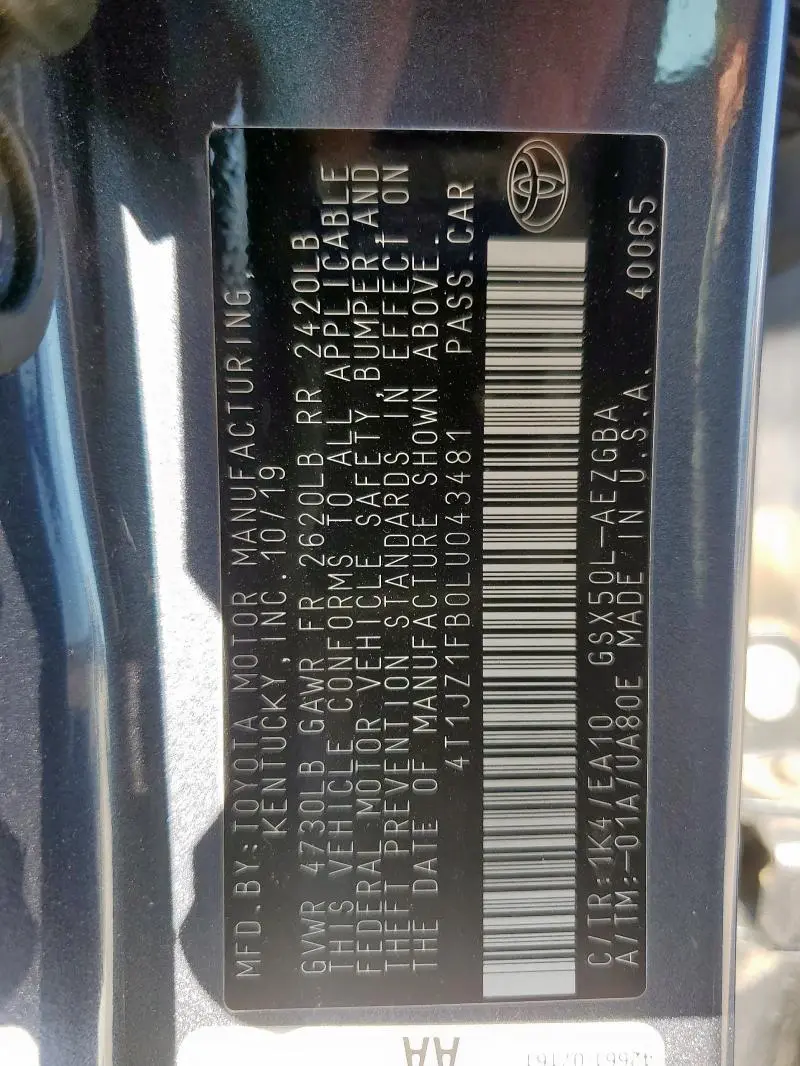 MFD.BY:TOYOTA MOTOR MANUFACTURING,
KENTUCKY,INC.10/19
GVWR 4730LB GAWR FR 2620LB RR 2420LB
THIS VEHICLE CONFORMS TO ALL APPLICABLE
FEDERAL MOTOR VEHICLE SAFETY,BUMPER,AND
THEFT PREVENTION STANDARDS IN EFFECT ON
THE DATE OF MANUFACTURE SHOWN ABOVE.
4T1JZ1FB0LU043481 PASS.CAR
C/TR:1K4/EA10 GSX50L-AEZGBA
A/TM:-01A/UA80E MADE IN U.S.A. 40065
AA